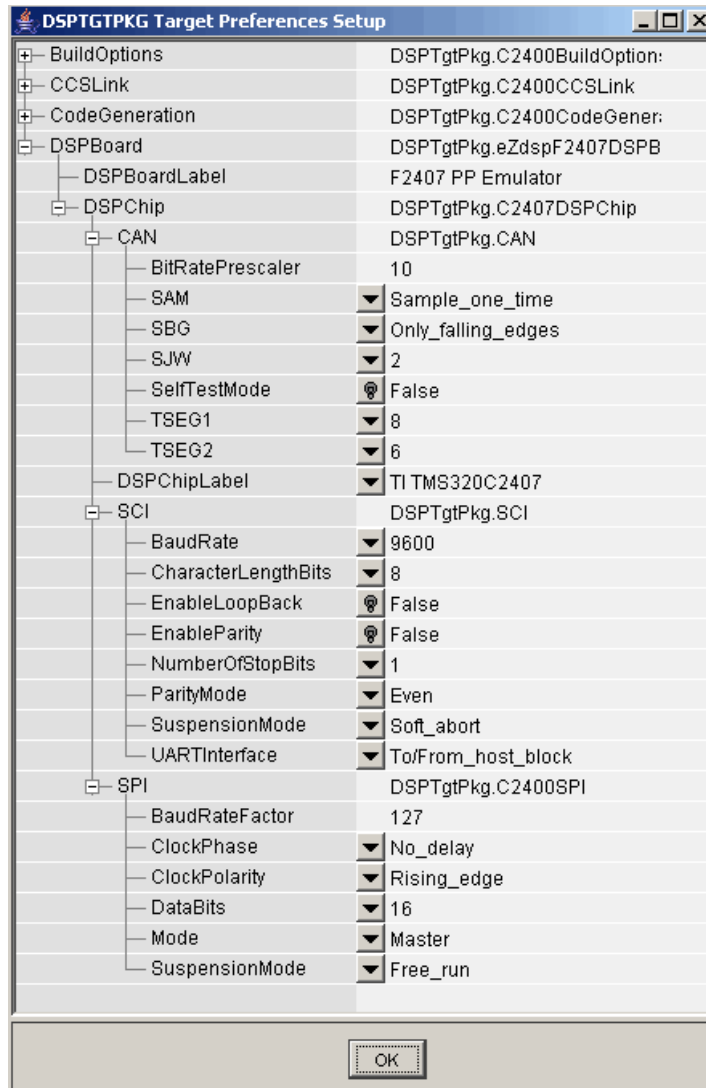 DSPTGTPKG Target Preferences Setup
BuildOptions DSPTgtPkg.C2400BuildOption
CCSLink DSPTgtPkg.C2400CCSLink
CodeGeneration DSPTgtPkg.C2400CodeGener
DSPBoard DSPTgtPkg.eZdspF2407DSPB
DSPBoardLabel F2407 PP Emulator
DSPChip DSPTgtPkg.C2407DSPChip
CAN DSPTgtPkg.CAN
BitRatePrescaler 10
SAM Sample_one_time
SBG Only_falling_edges
SJW 2
SelfTestMode False
TSEG1 8
TSEG2 6
DSPChipLabel TI TMS320C2407
SCI DSPTgtPkg.SCI
BaudRate 9600
CharacterLengthBits 8
EnableLoopBack False
EnableParity False
NumberOfStopBits 1
ParityMode Even
SuspensionMode Soft_abort
UARTInterface To/From_host_block
SPI DSPTgtPkg.C2400SPI
BaudRateFactor 127
ClockPhase No_delay
ClockPolarity Rising_edge
DataBits 16
Mode Master
SuspensionMode Free_run
OK